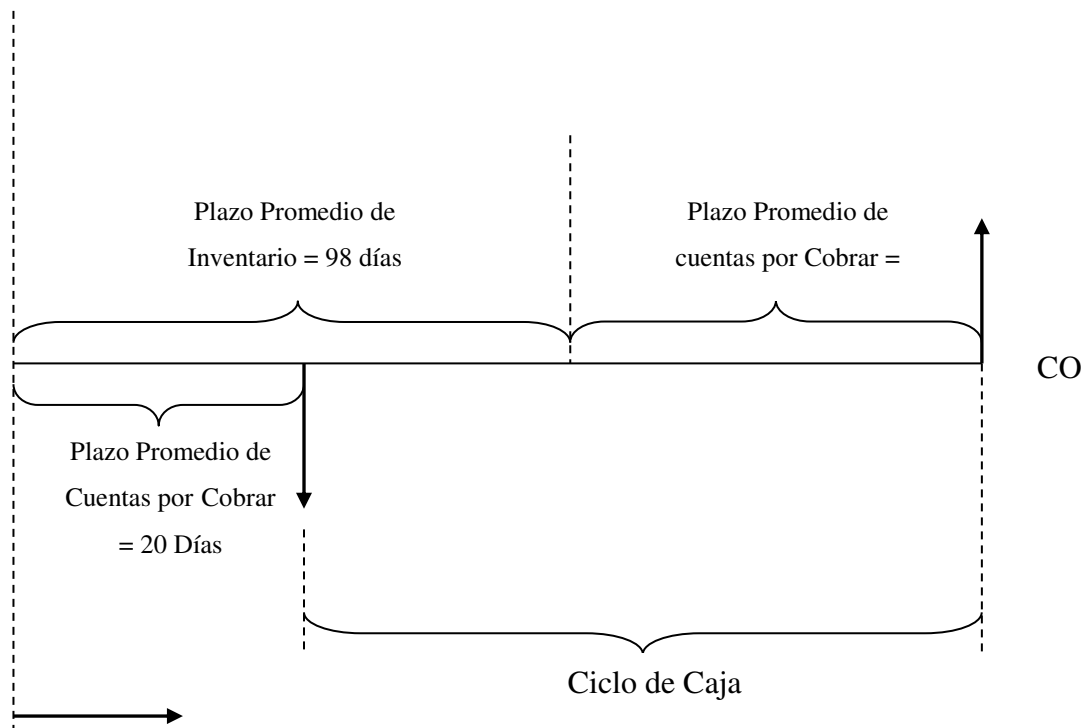 Plazo Promedio de
Inventario = 98 días
Plazo Promedio de
cuentas por Cobrar =
CO
Plazo Promedio de
Cuentas por Cobrar
= 20 Días
Ciclo de Caja